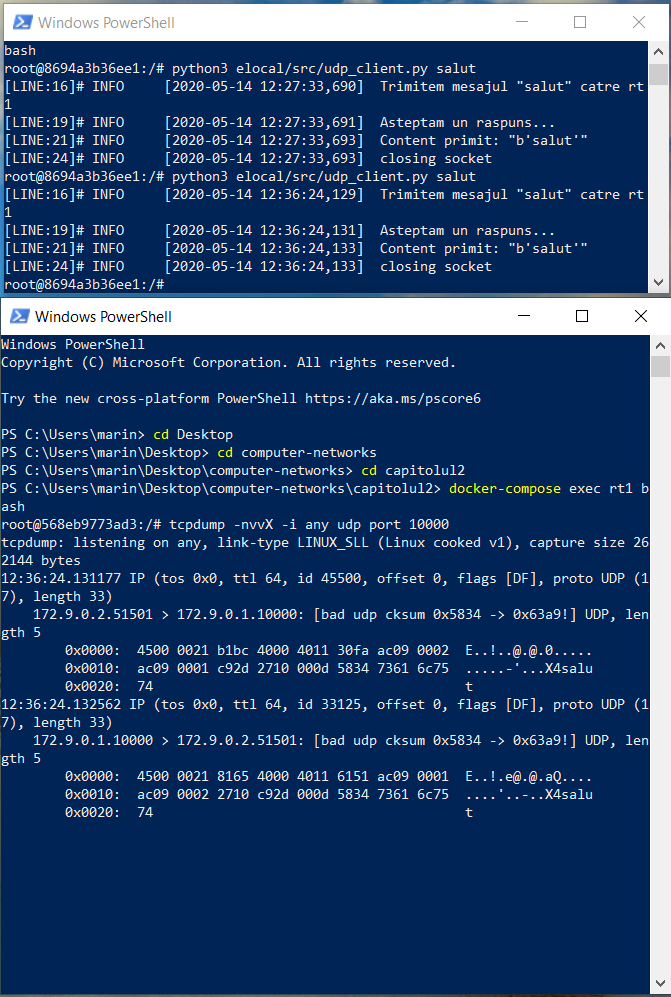 Windows PowerShell
bash
root@8694a3b36ee1:/# python3 elocal/src/udp_client.py salut
[LINE:16]# INFO     [2020-05-14 12:27:33,690]  Trimitem mesajul "salut" catre rt
1
[LINE:19]# INFO     [2020-05-14 12:27:33,691]  Asteptam un raspuns...
[LINE:21]# INFO     [2020-05-14 12:27:33,693]  Content primit: "b'salut'"
[LINE:24]# INFO     [2020-05-14 12:27:33,693]  closing socket
root@8694a3b36ee1:/# python3 elocal/src/udp_client.py salut
[LINE:16]# INFO     [2020-05-14 12:36:24,129]  Trimitem mesajul "salut" catre rt
1
[LINE:19]# INFO     [2020-05-14 12:36:24,131]  Asteptam un raspuns...
[LINE:21]# INFO     [2020-05-14 12:36:24,133]  Content primit: "b'salut'"
[LINE:24]# INFO     [2020-05-14 12:36:24,133]  closing socket
root@8694a3b36ee1:/#
Windows PowerShell
Windows PowerShell
Copyright (C) Microsoft Corporation. All rights reserved.
Try the new cross-platform PowerShell https://aka.ms/pscore6
PS C:\Users\marin> cd Desktop
PS C:\Users\marin\Desktop> cd computer-networks
PS C:\Users\marin\Desktop\computer-networks> cd capitolul2
PS C:\Users\marin\Desktop\computer-networks\capitolul2> docker-compose exec rt1 b
ash
root@568eb9773ad3:/# tcpdump -nvvX -i any udp port 10000
tcpdump: listening on any, link-type LINUX_SLL (Linux cooked v1), capture size 26
2144 bytes
12:36:24.131177 IP (tos 0x0, ttl 64, id 45500, offset 0, flags [DF], proto UDP (1
7), length 33)
    172.9.0.2.51501 > 172.9.0.1.10000: [bad udp cksum 0x5834 -> 0x63a9!] UDP, len
gth 5
        0x0000:  4500 0021 b1bc 4000 4011 30fa ac09 0002  E..!..@.@.0.....
        0x0010:  ac09 0001 c92d 2710 000d 5834 7361 6c75  .....-'...X4salu
        0x0020:  74                                       t
12:36:24.132562 IP (tos 0x0, ttl 64, id 33125, offset 0, flags [DF], proto UDP (1
7), length 33)
    172.9.0.1.10000 > 172.9.0.2.51501: [bad udp cksum 0x5834 -> 0x63a9!] UDP, len
gth 5
        0x0000:  4500 0021 8165 4000 4011 6151 ac09 0001  E..!.e@.@.aQ....
        0x0010:  ac09 0002 2710 c92d 000d 5834 7361 6c75  ....'..-..X4salu
        0x0020:  74                                       t